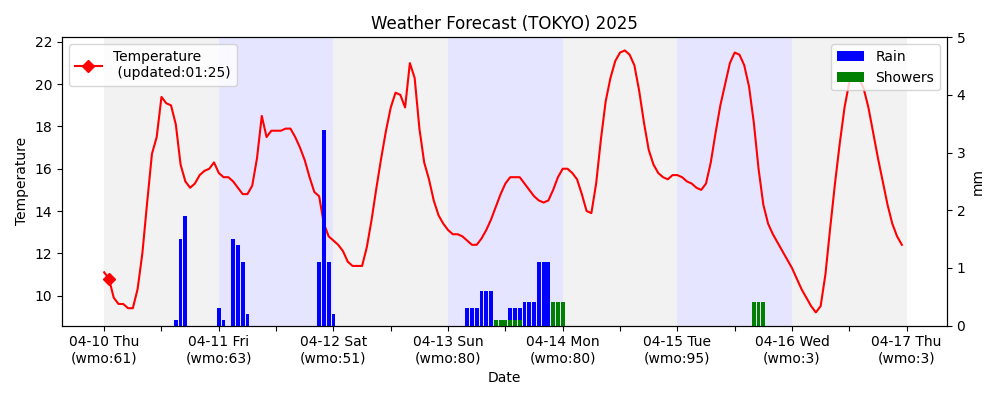 Weather Forecast (TOKYO) 2025
Temperature
(updated:01:25)
Rain
Showers
22
20
18
16
14
12
10
Temperature
5
4
3
2
1
0
mm
04-10 Thu
(wmo:61)
04-11 Fri
(wmo:63)
04-12 Sat
(wmo:51)
04-13 Sun
(wmo:80)
04-14 Mon
(wmo:80)
04-15 Tue
(wmo:95)
04-16 Wed
(wmo:3)
04-17 Thu
(wmo:3)
Date